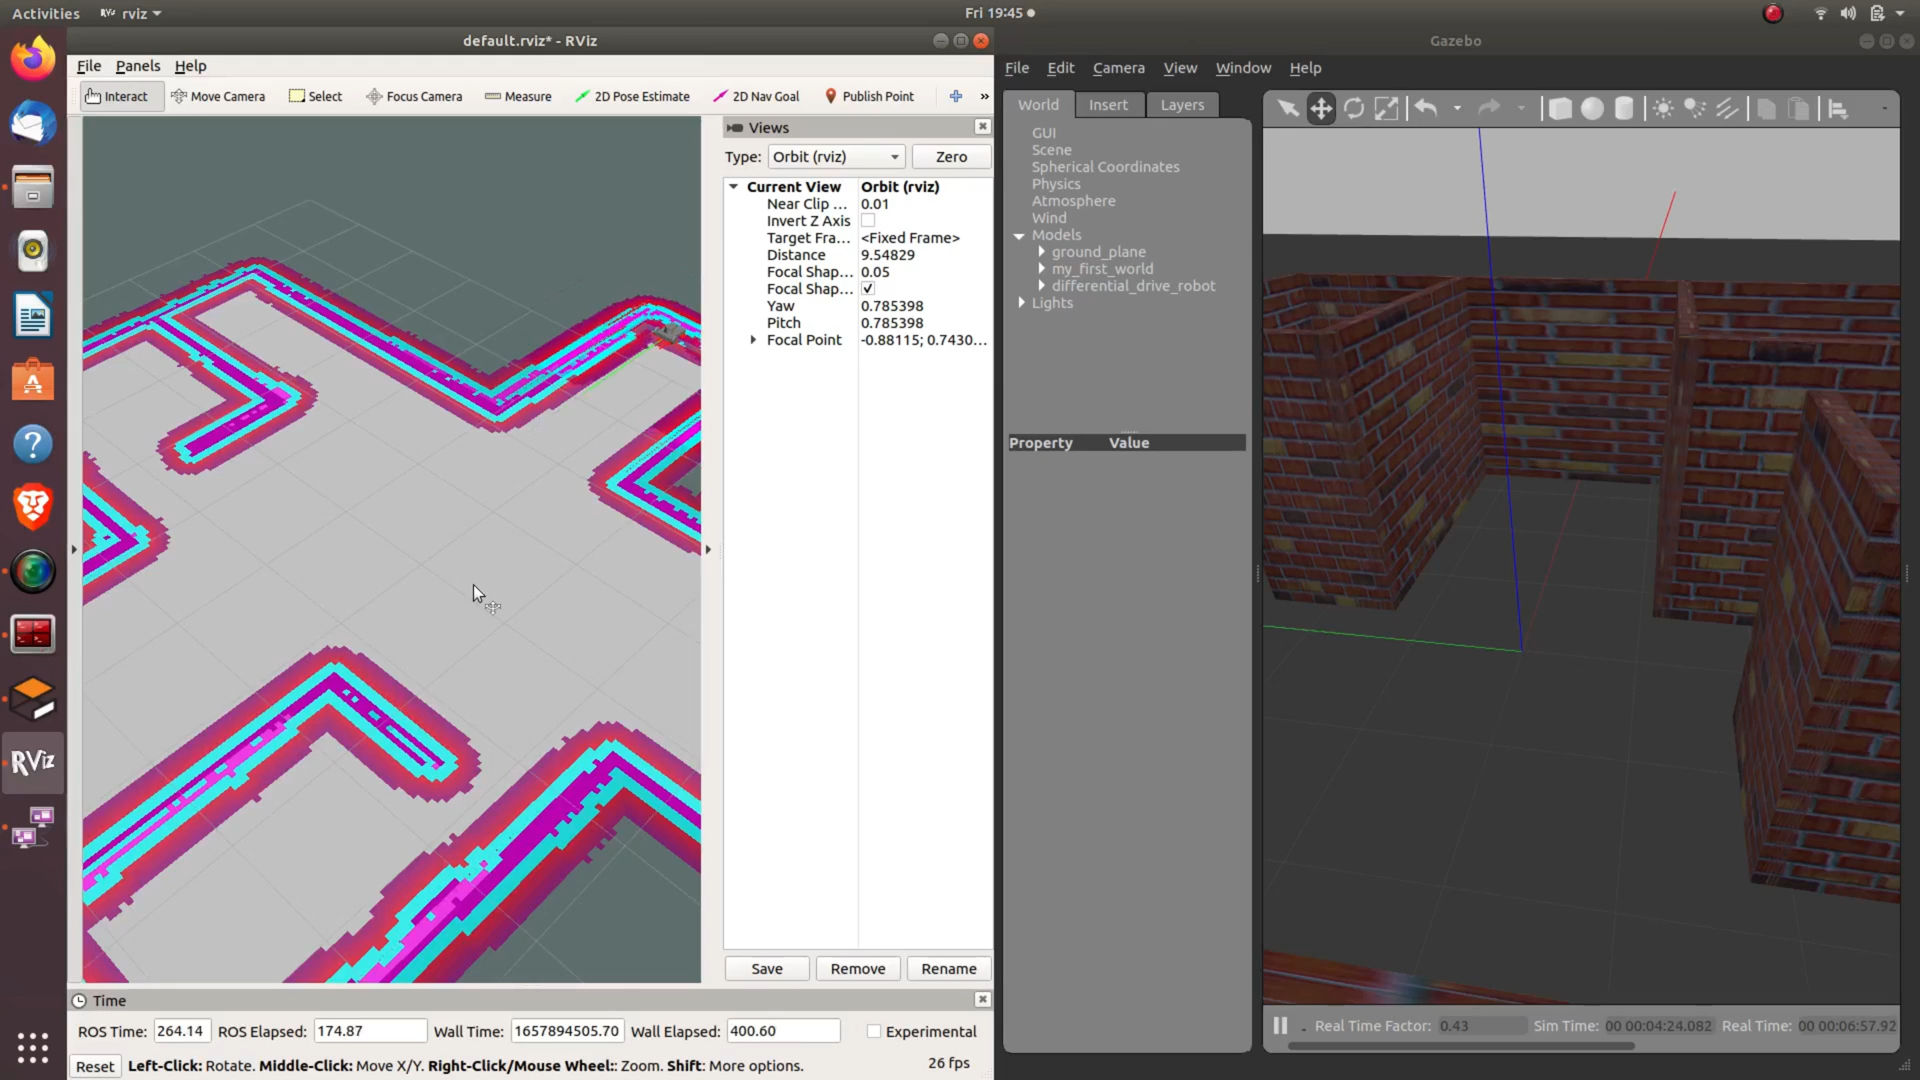 Activities rviz Fri 19:45
default.rviz* - RViz
File Panels Help
Interact Move Camera Select Focus Camera Measure 2D Pose Estimate 2D Nav Goal Publish Point »
Views
Type: Orbit (rviz) Zero
Current View Orbit (rviz)
Near Clip ... 0.01
Invert Z Axis
Target Fra... <Fixed Frame>
Distance 9.54829
Focal Shap... 0.05
Focal Shap...
Yaw 0.785398
Pitch 0.785398
Focal Point -0.88115; 0.7430...
Save Remove Rename
Time
ROS Time: 264.14 ROS Elapsed: 174.87 Wall Time: 1657894505.70 Wall Elapsed: 400.60 Experimental
Reset Left-Click: Rotate. Middle-Click: Move X/Y. Right-Click/Mouse Wheel:: Zoom. Shift: More options. 26 fps
RViz
Gazebo
File Edit Camera View Window Help
World Insert Layers
GUI
Scene
Spherical Coordinates
Physics
Atmosphere
Wind
Models
ground_plane
my_first_world
differential_drive_robot
Lights
Property Value
Real Time Factor: 0.43 Sim Time: 00 00:04:24.082 Real Time: 00 00:06:57.92